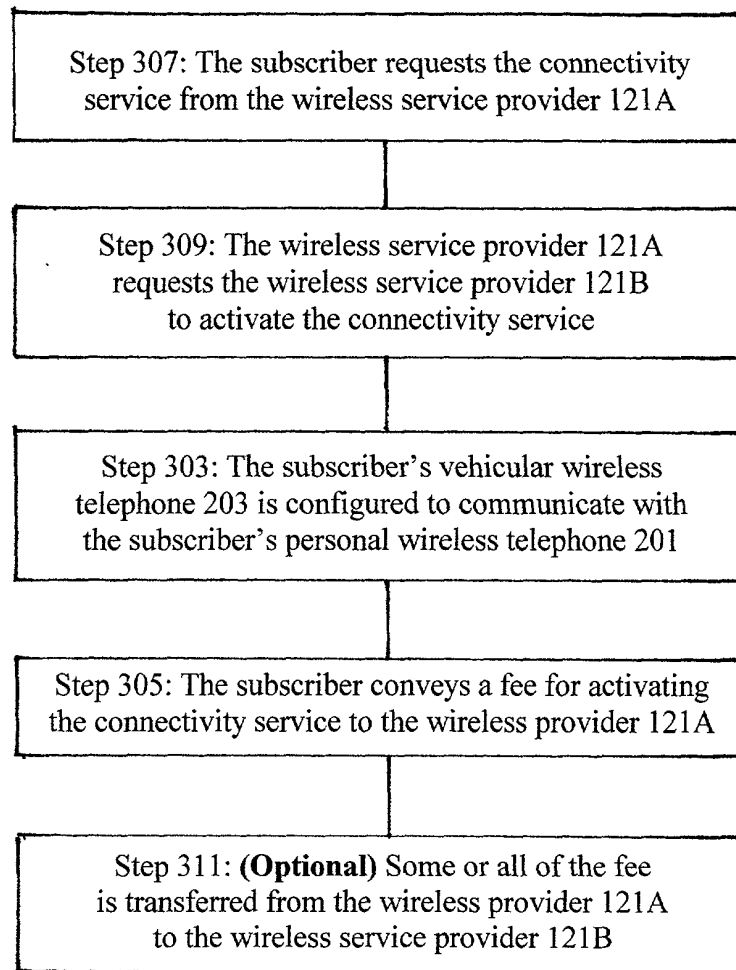 Step 307: The subscriber requests the connectivity
service from the wireless service provider 121A
Step 309: The wireless service provider 121A
requests the wireless service provider 121B
to activate the connectivity service
Step 303: The subscriber’s vehicular wireless
telephone 203 is configured to communicate with
the subscriber’s personal wireless telephone 201
Step 305: The subscriber conveys a fee for activating
the connectivity service to the wireless provider 121A
Step 311: (Optional) Some or all of the fee
is transferred from the wireless provider 121A
to the wireless service provider 121B